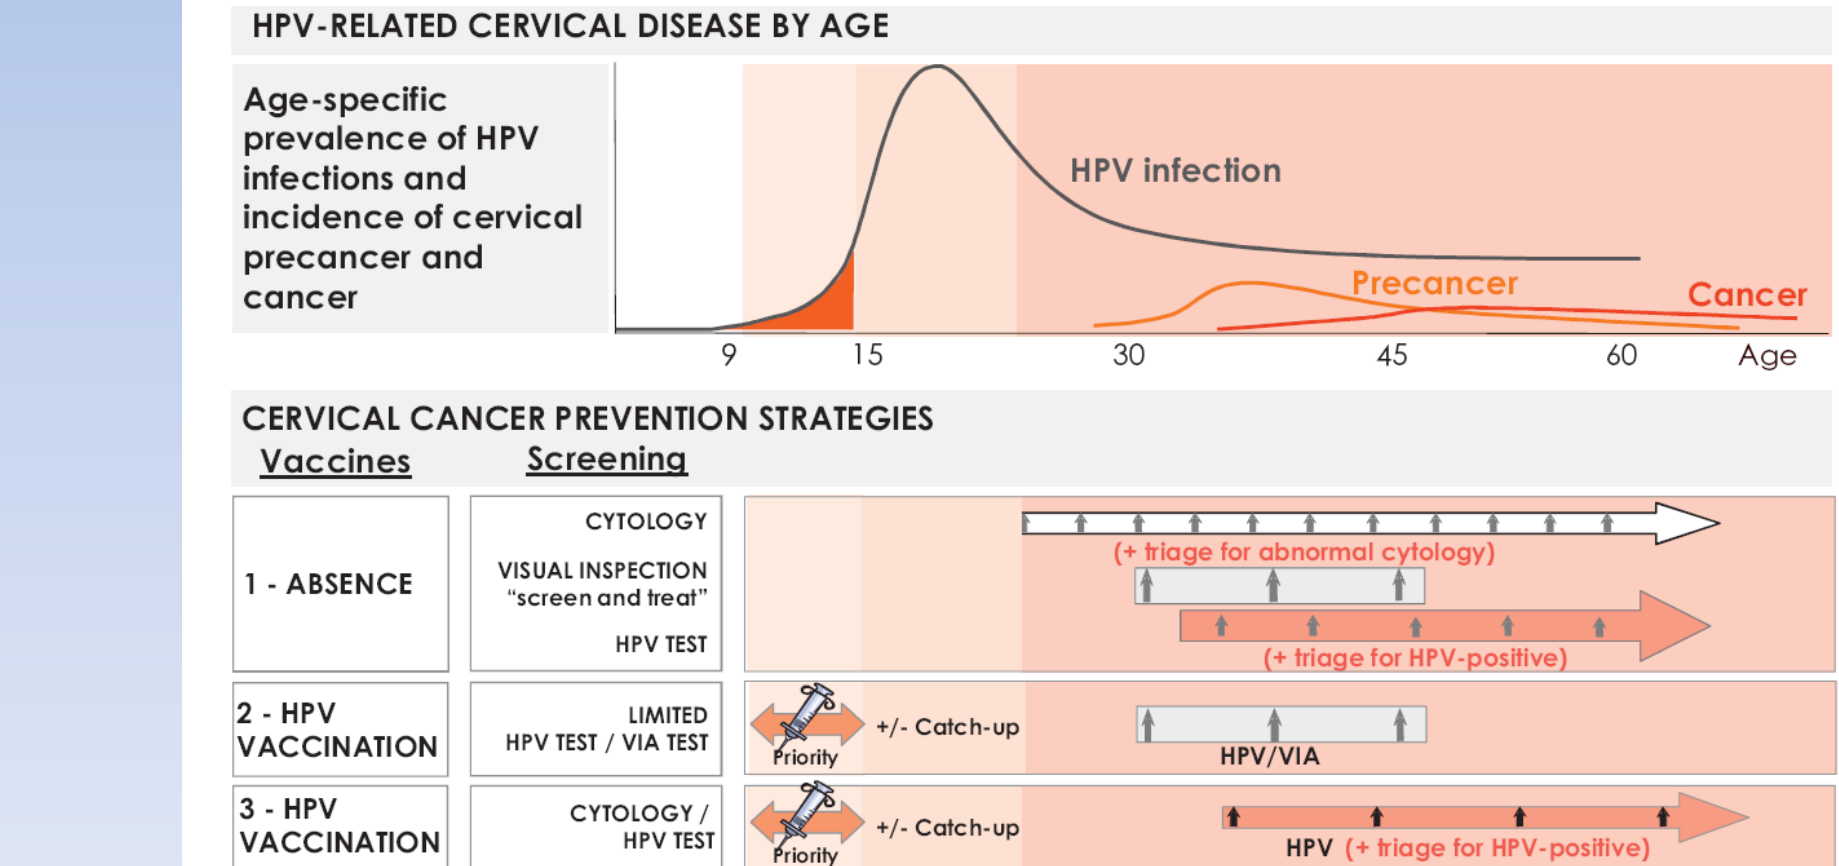 HPV-RELATED CERVICAL DISEASE BY AGE
Age-specific
prevalence of HPV
infections and
incidence of cervical
precancer and
cancer
HPV infection
Precancer
Cancer
9 15 30 45 60 Age
CERVICAL CANCER PREVENTION STRATEGIES
Vaccines Screening
1 - ABSENCE
CYTOLOGY
VISUAL INSPECTION
“screen and treat”
HPV TEST
(+ triage for abnormal cytology)
(+ triage for HPV-positive)
2 - HPV
VACCINATION
LIMITED
HPV TEST / VIA TEST
Priority
+/- Catch-up
HPV/VIA
3 - HPV
VACCINATION
CYTOLOGY /
HPV TEST
Priority
+/- Catch-up
HPV (+ triage for HPV-positive)